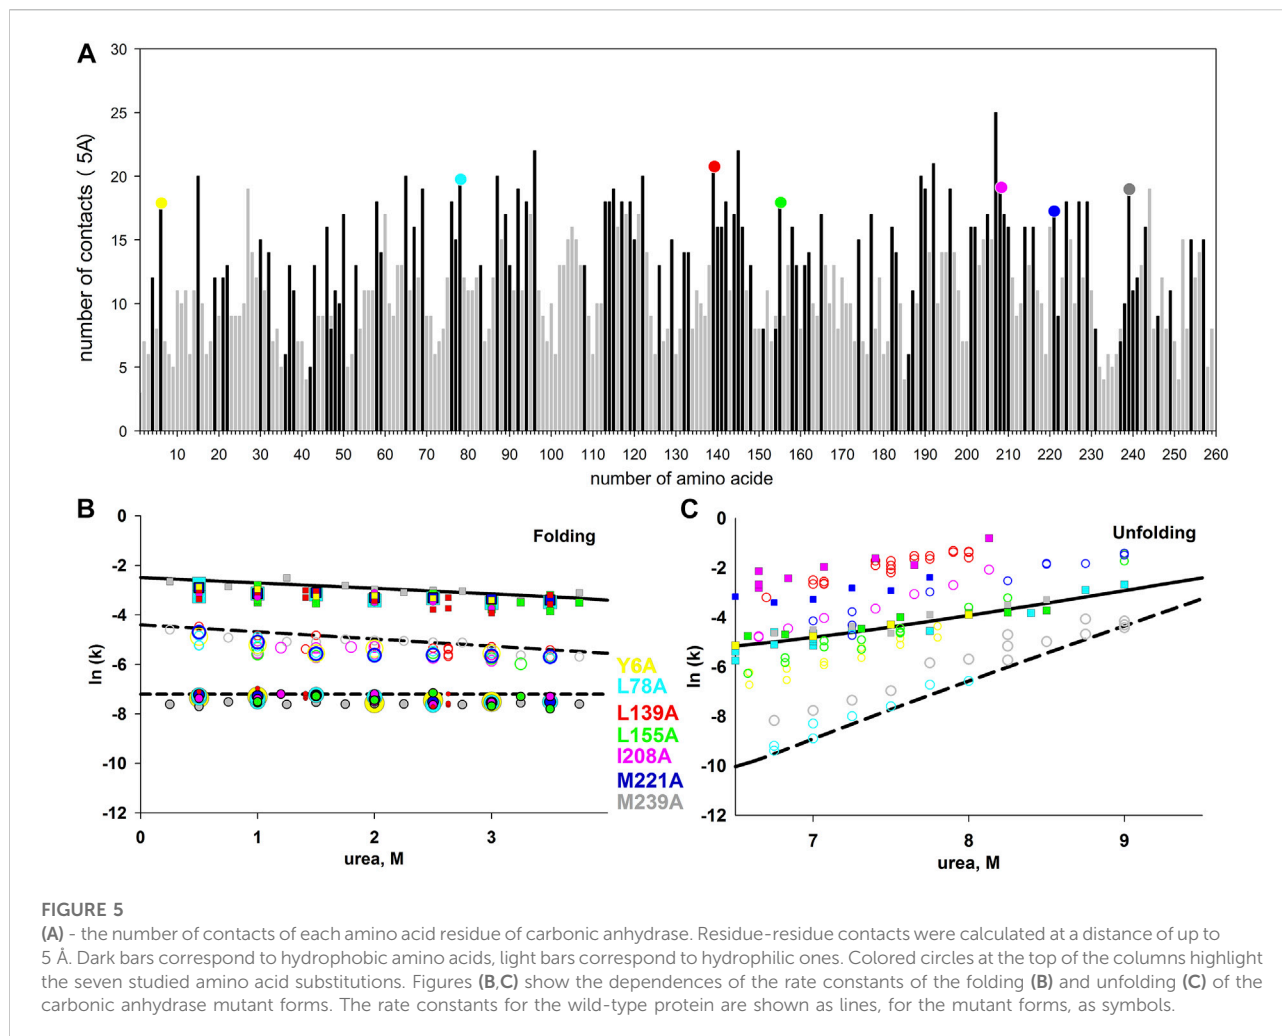 A
30
25
20
15
10
5
0
number of contacts ( 5A)
10 20 30 40 50 60 70 80 90 100 110 120 130 140 150 160 170 180 190 200 210 220 230 240 250 260
number of amino acide
B
Folding
0
-2
-4
-6
-8
-10
-12
ln (k)
0 1 2 3
urea, M
Y6A
L78A
L139A
L155A
I208A
M221A
M239A
C
Unfolding
0
-2
-4
-6
-8
-10
-12
ln (k)
7 8 9
urea, M
FIGURE 5
(A) - the number of contacts of each amino acid residue of carbonic anhydrase. Residue-residue contacts were calculated at a distance of up to
5 Å. Dark bars correspond to hydrophobic amino acids, light bars correspond to hydrophilic ones. Colored circles at the top of the columns highlight
the seven studied amino acid substitutions. Figures (B,C) show the dependences of the rate constants of the folding (B) and unfolding (C) of the
carbonic anhydrase mutant forms. The rate constants for the wild-type protein are shown as lines, for the mutant forms, as symbols.